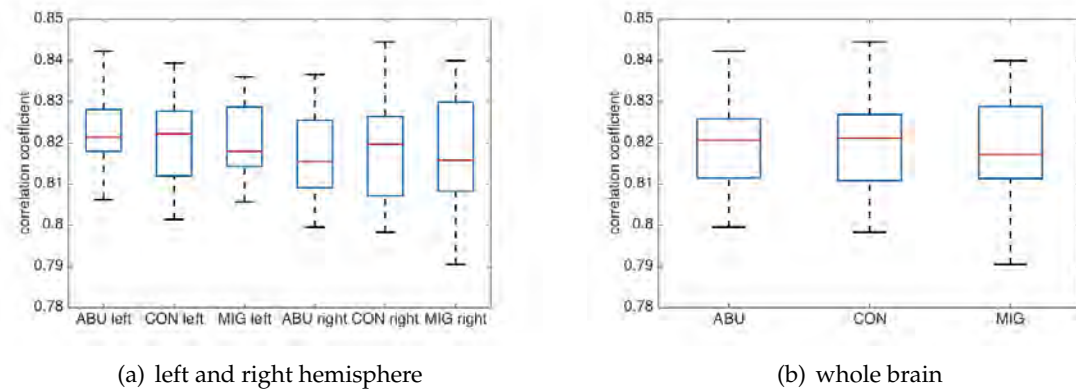 0.85
0.84
0.83
0.82
0.81
0.8
0.79
0.78
correlation coefficient
ABU left CON left MIG left ABU right CON right MIG right
(a) left and right hemisphere
0.85
0.84
0.83
0.82
0.81
0.8
0.79
0.78
correlation coefficient
ABU CON MIG
(b) whole brain